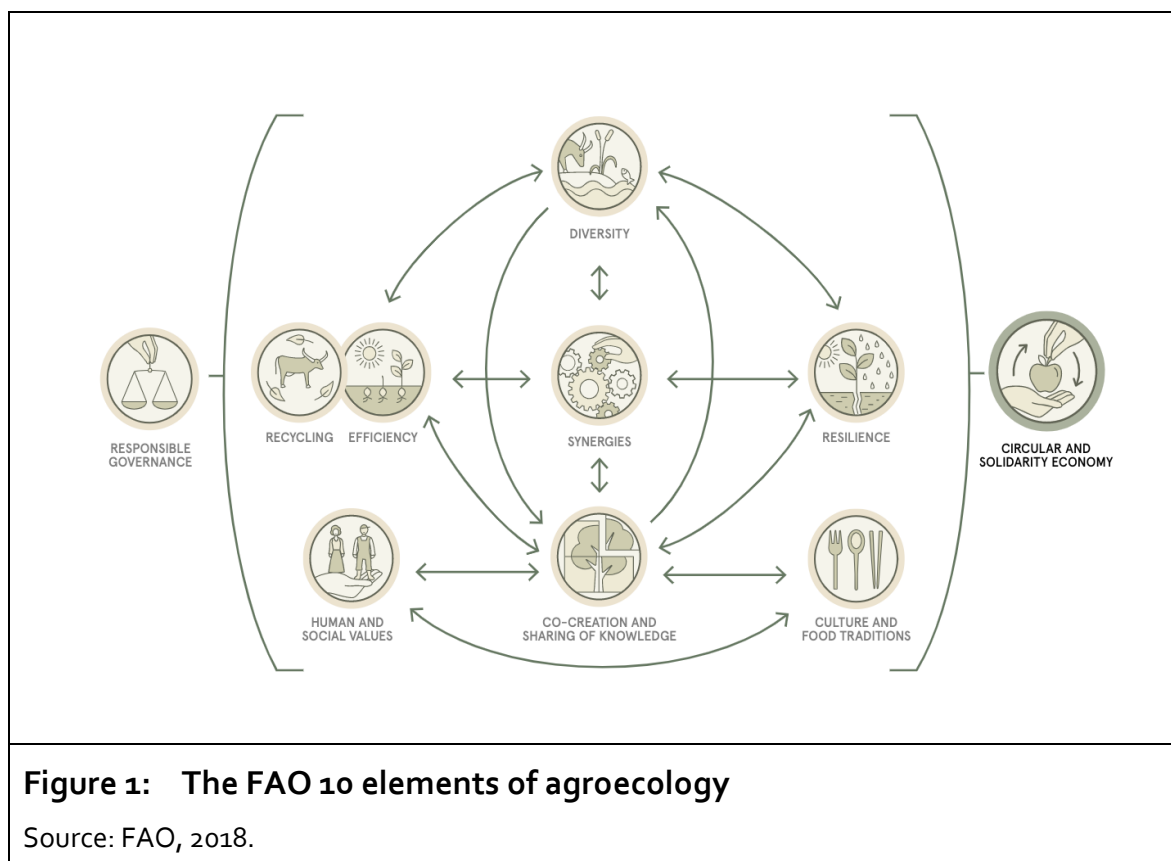 DIVERSITY
RESPONSIBLE
GOVERNANCE
RECYCLING
EFFICIENCY
SYNERGIES
RESILIENCE
CIRCULAR AND
SOLIDARITY ECONOMY
HUMAN AND
SOCIAL VALUES
CO-CREATION AND
SHARING OF KNOWLEDGE
CULTURE AND
FOOD TRADITIONS
Figure 1: The FAO 10 elements of agroecology
Source: FAO, 2018.